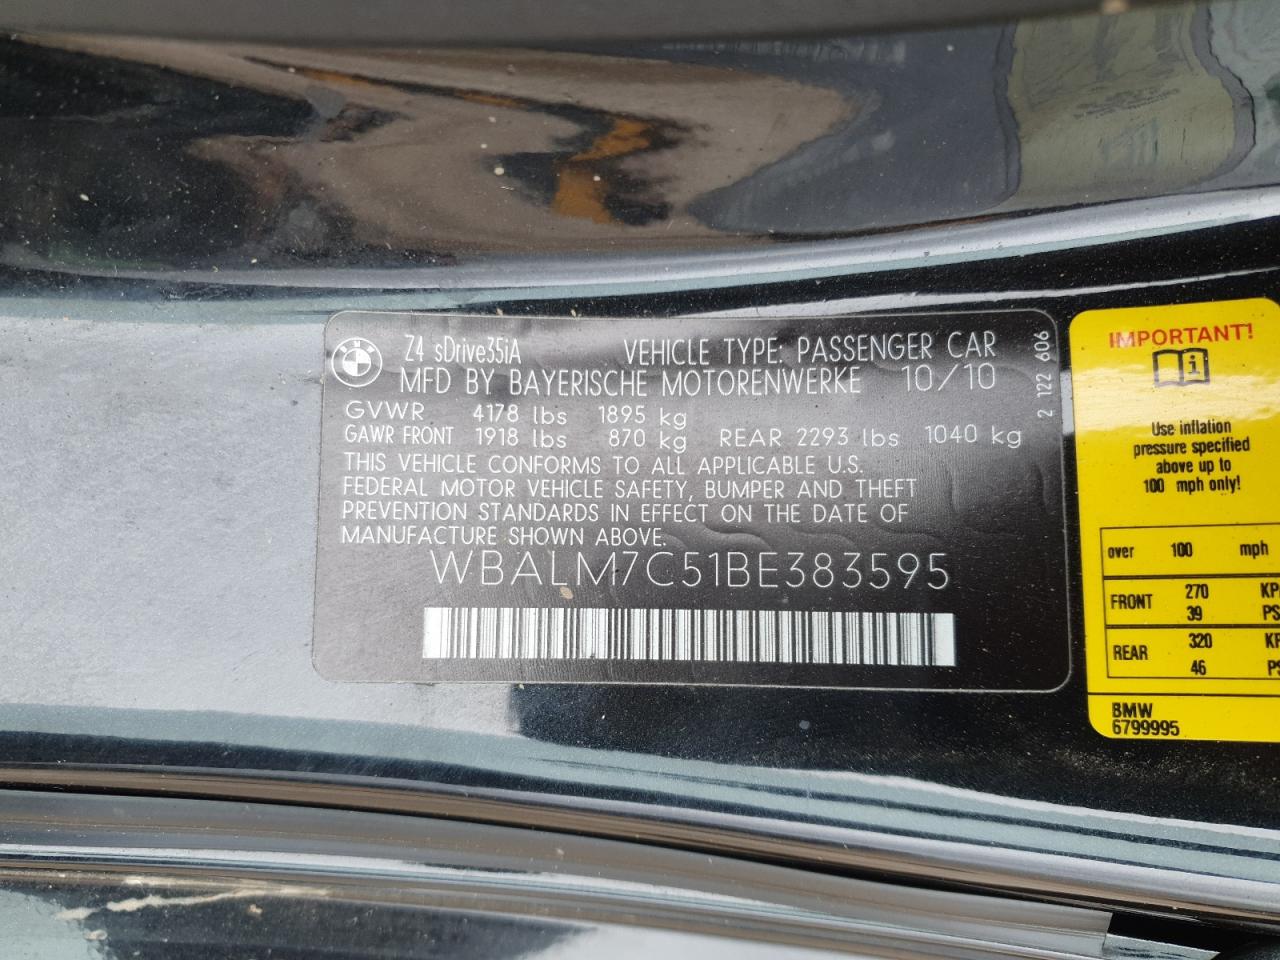 Z4 sDrive35iA VEHICLE TYPE: PASSENGER CAR
MFD BY BAYERISCHE MOTORENWERKE 10/10
GVWR 4178 lbs 1895 kg
GAWR FRONT 1918 lbs 870 kg REAR 2293 lbs 1040 kg
THIS VEHICLE CONFORMS TO ALL APPLICABLE U.S.
FEDERAL MOTOR VEHICLE SAFETY, BUMPER AND THEFT
PREVENTION STANDARDS IN EFFECT ON THE DATE OF
MANUFACTURE SHOWN ABOVE.
WBALM7C51BE383595
2 122 606
IMPORTANT!
Use inflation
pressure specified
above up to
100 mph only!
over 100 mph
FRONT 270
39
REAR 320
46
BMW
6799995